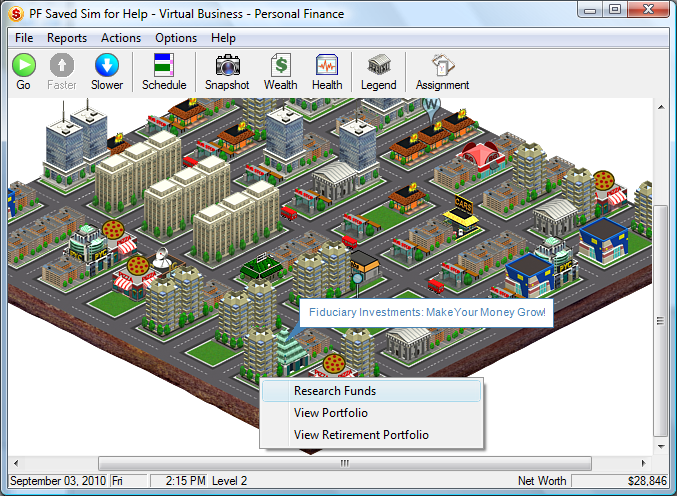 PF Saved Sim for Help - Virtual Business - Personal Finance
File Reports Actions Options Help
Go Faster Slower Schedule Snapshot Wealth Health Legend Assignment
W
CARS
Fiduciary Investments: Make Your Money Grow!
Research Funds
View Portfolio
View Retirement Portfolio
September 03, 2010 Fri 2:15 PM Level 2 Net Worth $28,846